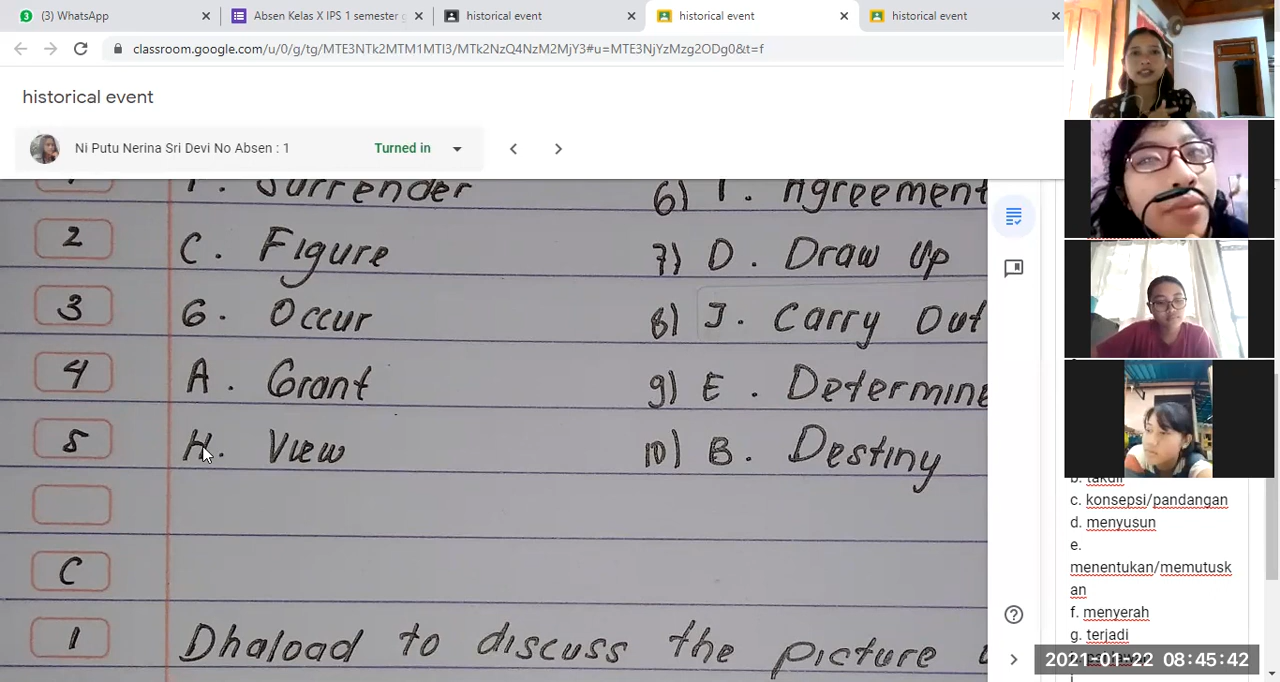 (3) WhatsApp
Absen Kelas X IPS 1 semester
historical event
historical event
historical event
classroom.google.com/u/0/g/tg/MTE3NTk2MTM1MTI3/MTk2NzQ4NzM2MjY3#u=MTE3NjYzMzg2ODg0&t=f
historical event
Ni Putu Nerina Sri Devi No Absen : 1
Turned in
Surrender 6) I. Agreement
2 C. Figure 7) D. Draw Up
3 G. Occur 8) J. Carry Out
4 A. Grant 9) E. Determine
5 H. View 10) B. Destiny
C
1 Dhaload to discuss the picture
b. takdir
c. konsepsi/pandangan
d. menyusun
e.
menentukan/memutusk
an
f. menyerah
g. terjadi
2021-01-22 08:45:42